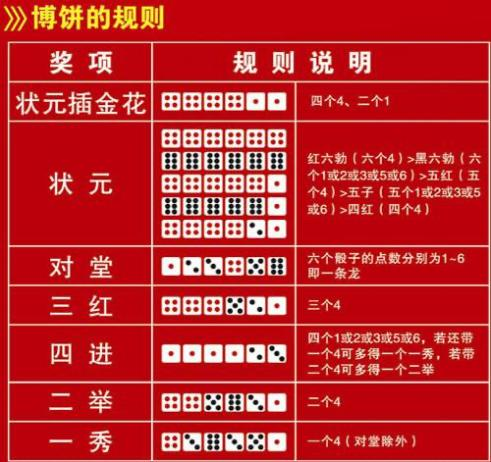 博饼的规则
奖项
规则说明
状元插金花
四个4、二个1
状元
红六勃（六个4）>黑六勃（六
个1或2或3或5或6）>五红（五
个4）>五子（五个1或2或3或5
或6）>四红（四个4）
对堂
六个骰子的点数分别为1~6
即一条龙
三红
三个4
四进
四个1或2或3或5或6，若还带
一个4可多得一个一秀，若带
二个4可多得一个二举
二举
二个4
一秀
一个4（对堂除外）